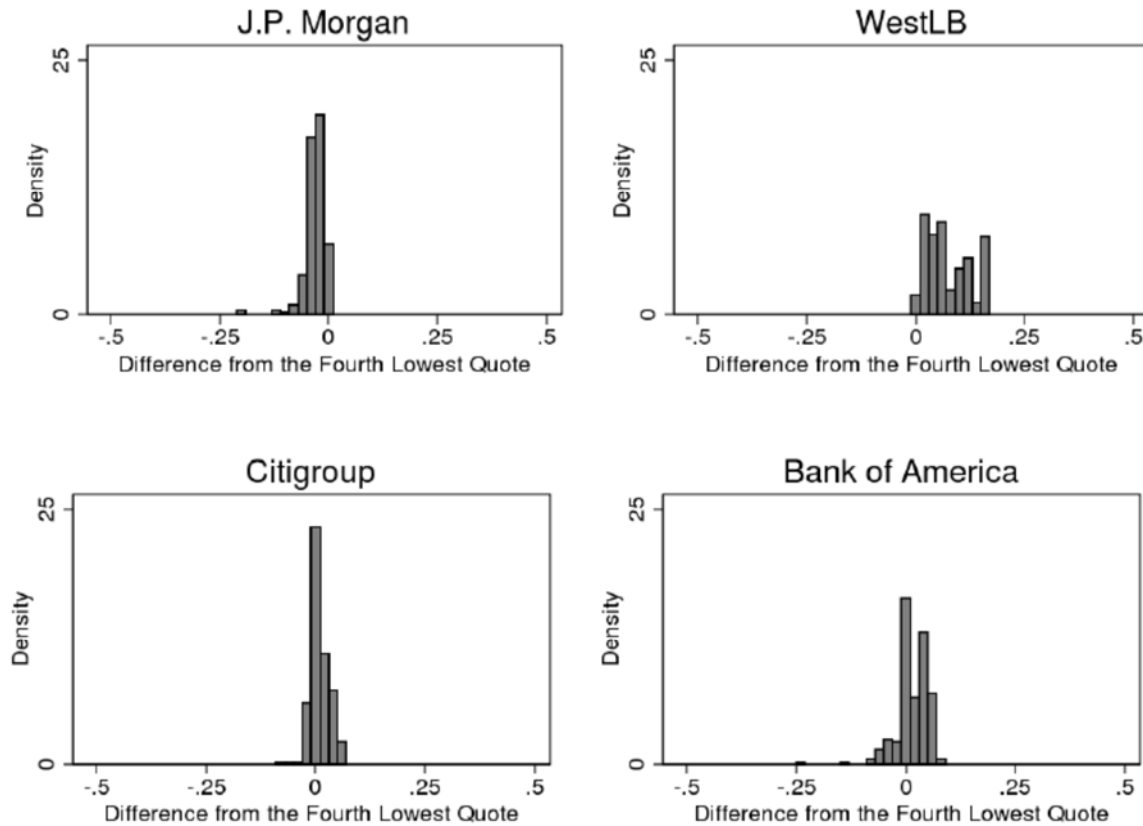 J.P. Morgan
25
Density
0
-.5 -.25 0 .25 .5
Difference from the Fourth Lowest Quote
WestLB
25
Density
0
-.5 -.25 0 .25 .5
Difference from the Fourth Lowest Quote
Citigroup
25
Density
0
-.5 -.25 0 .25 .5
Difference from the Fourth Lowest Quote
Bank of America
25
Density
0
-.5 -.25 0 .25 .5
Difference from the Fourth Lowest Quote